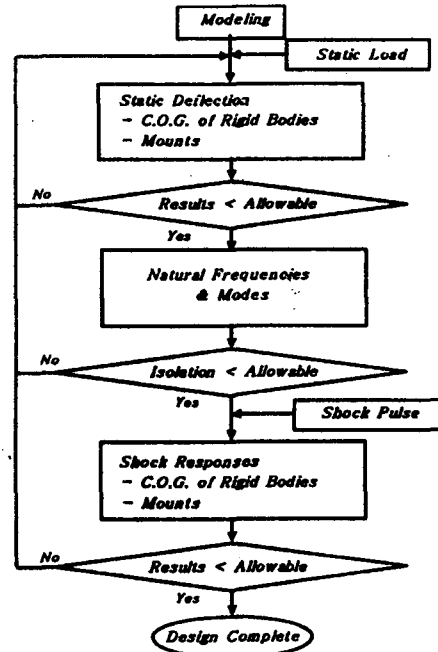 Modeling
Static Load
Static Deflection
- C.O.G. of Rigid Bodies
- Mounts
No
Results < Allowable
Yes
Natural Frequencies
& Modes
No
Isolation < Allowable
Yes
Shock Pulse
Shock Responses
- C.O.G. of Rigid Bodies
- Mounts
No
Results < Allowable
Yes
Design Complete